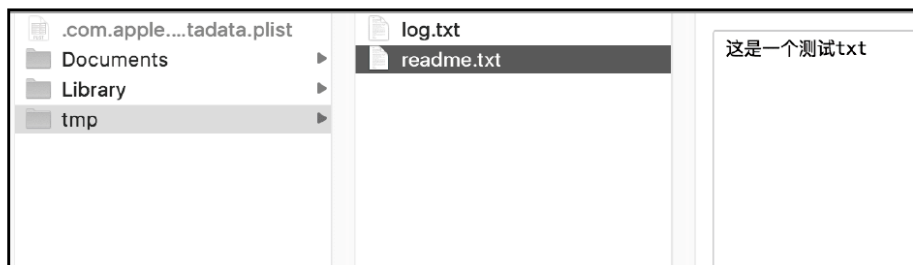 .com.apple....tadata.plist
Documents
Library
tmp
log.txt
readme.txt
这是一个测试txt